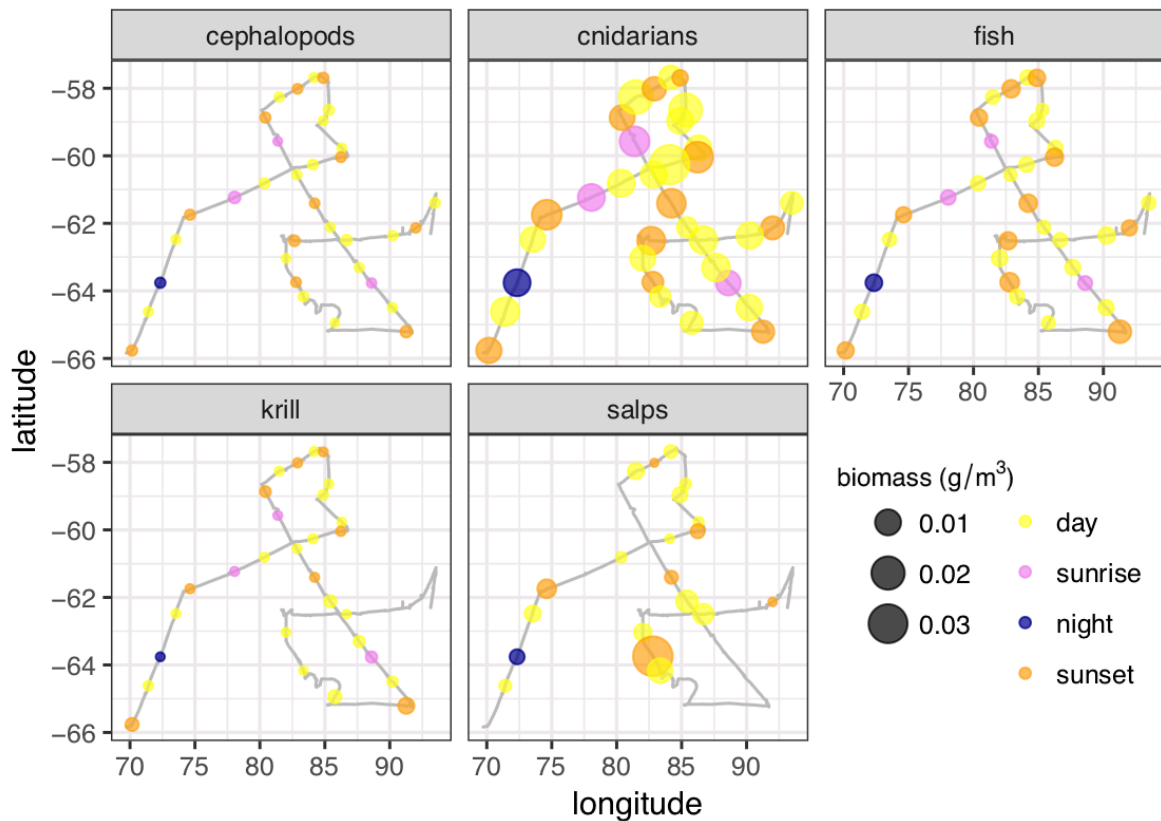 cephalopods
cnidarians
fish
−58
−60
−62
−64
−66
70 75 80 85 90
latitude
krill
salps
−58
−60
−62
−64
−66
70 75 80 85 90
70 75 80 85 90
longitude
biomass (g/m³)
0.01
0.02
0.03
day
sunrise
night
sunset